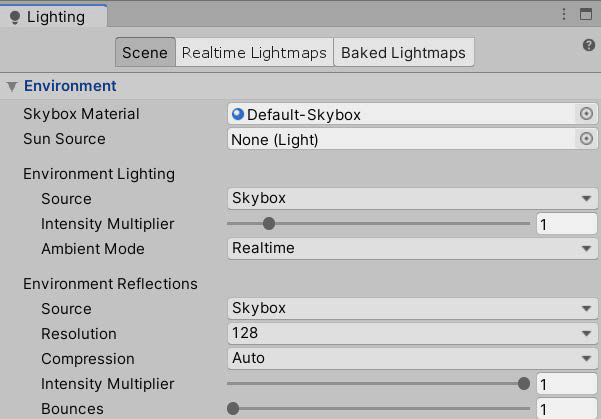 Lighting
Scene Realtime Lightmaps Baked Lightmaps
Environment
Skybox Material Default-Skybox
Sun Source None (Light)
Environment Lighting
Source Skybox
Intensity Multiplier 1
Ambient Mode Realtime
Environment Reflections
Source Skybox
Resolution 128
Compression Auto
Intensity Multiplier 1
Bounces 1